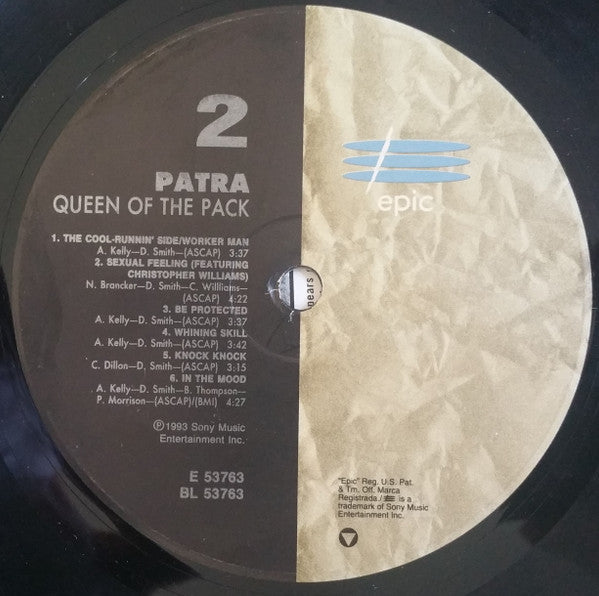 2
PATRA
QUEEN OF THE PACK
1. THE COOL-RUNNIN' SIDE/WORKER MAN
A. Kelly—D. Smith—(ASCAP) 3:37
2. SEXUAL FEELING (FEATURING
CHRISTOPHER WILLIAMS)
N. Brancker—D. Smith—C. Willliams—
(ASCAP) 4:22
3. BE PROTECTED
A. Kelly—D. Smith—(ASCAP) 3:37
4. WHINING SKILL
A. Kelly—D. Smith—(ASCAP) 3:42
5. KNOCK KNOCK
C. Dillon—D. Smith—(ASCAP) 3:15
6. IN THE MOOD
A. Kelly—D. Smith—B. Thompson—
P. Morrison—(ASCAP)/(BMI) 4:27
℗1993 Sony Music
Entertainment Inc.
E 53763
BL 53763
epic
pears
"Epic" Reg. U.S. Pat.
& Tm. Off. Marca
Registrada./ is a
trademark of Sony Music
Entertainment Inc.